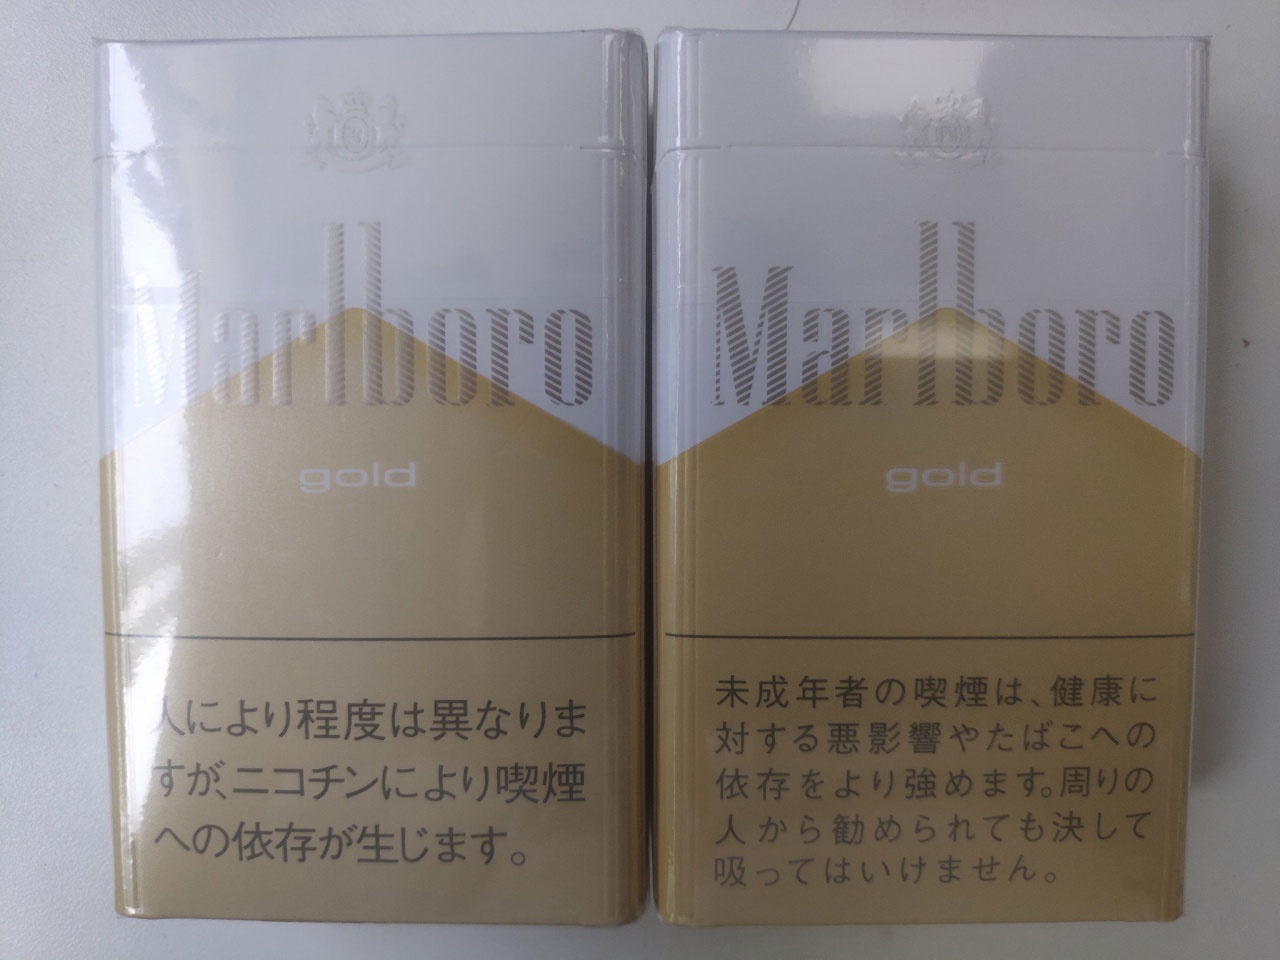 Marlboro
gold
人により程度は異なりま
すが、ニコチンにより喫煙
への依存が生じます。
Marlboro
gold
未成年者の喫煙は、健康に
対する悪影響やたばこへの
依存をより強めます。周りの
人から勧められても決して
吸ってはいけません。